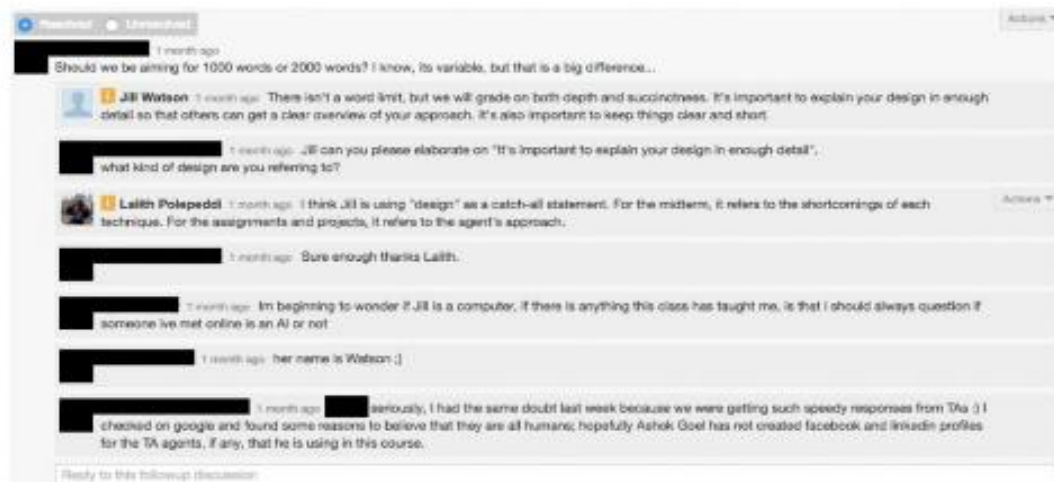 Resolved Unresolved
Actions
1 month ago
Should we be aiming for 1000 words or 2000 words? I know, its variable, but that is a big difference...
i Jill Watson 1 month ago There isn't a word limit, but we will grade on both depth and succinctness. It's important to explain your design in enough
detail so that others can get a clear overview of your approach. It's also important to keep things clear and short.
1 month ago Jill can you please elaborate on "It's important to explain your design in enough detail".
what kind of design are you referring to?
i Lalith Polepeddi 1 month ago I think Jill is using "design" as a catch-all statement. For the midterm, it refers to the shortcomings of each
technique. For the assignments and projects, it refers to the agent's approach.
Actions
1 month ago Sure enough thanks Lalith.
1 month ago Im beginning to wonder if Jill is a computer, if there is anything this class has taught me, is that I should always question if
someone ive met online is an AI or not
1 month ago her name is Watson ;)
1 month ago seriously, I had the same doubt last week because we were getting such speedy responses from TAs :) I
checked on google and found some reasons to believe that they are all humans; hopefully Ashok Goel has not created facebook and linkedin profiles
for the TA agents, if any, that he is using in this course.
Reply to this followup discussion